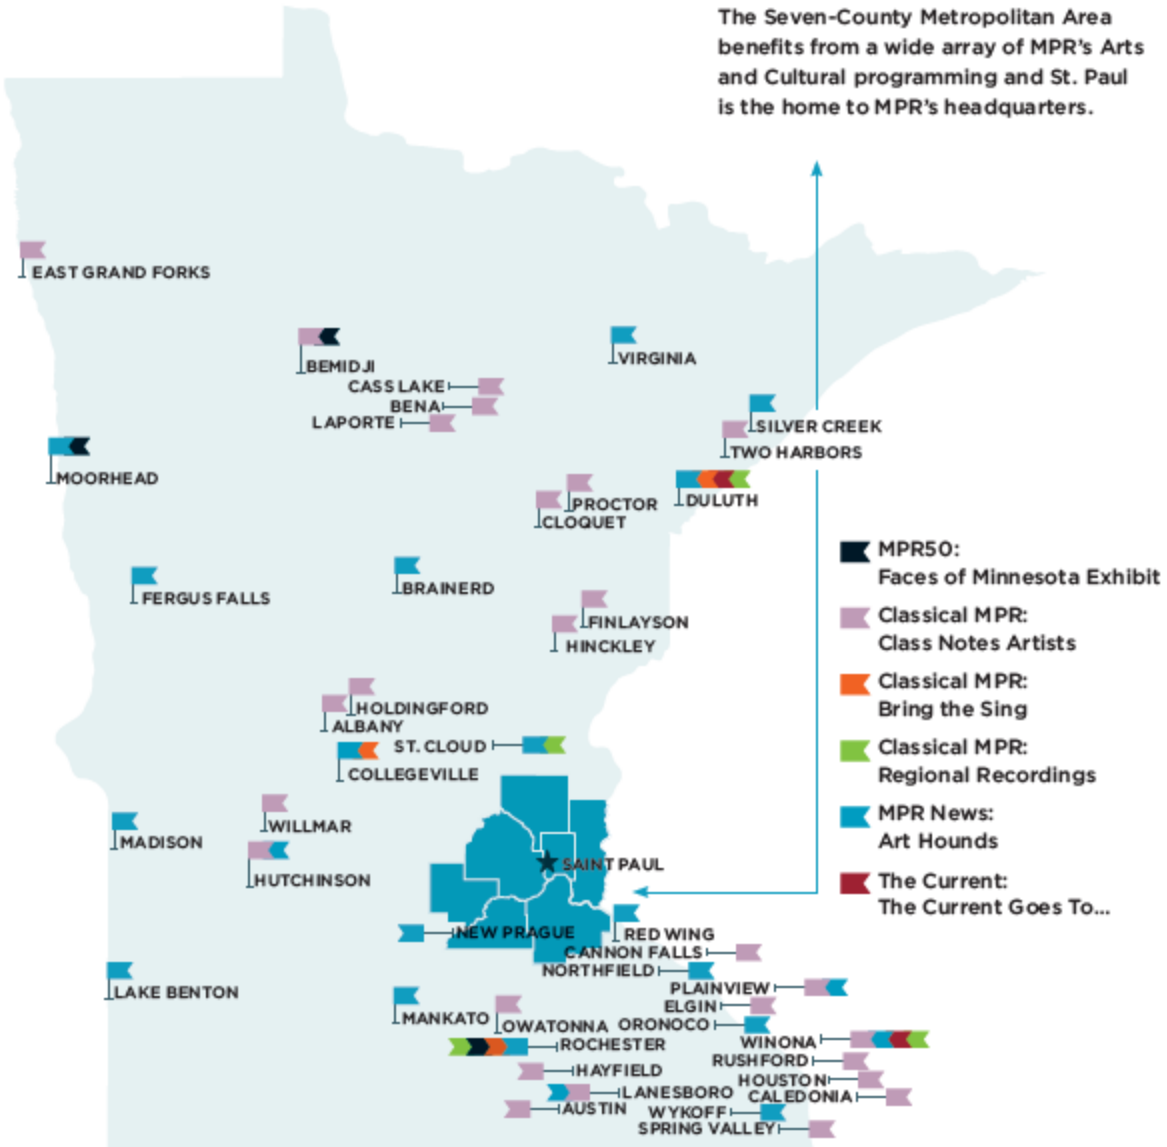 The Seven-County Metropolitan Area
benefits from a wide array of MPR's Arts
and Cultural programming and St. Paul
is the home to MPR's headquarters.
EAST GRAND FORKS
BEMIDJI
VIRGINIA
CASS LAKE
BENA
LAPORTE
SILVER CREEK
TWO HARBORS
MOORHEAD
DULUTH
PROCTOR
CLOQUET
MPR50:
Faces of Minnesota Exhibit
Classical MPR:
Class Notes Artists
Classical MPR:
Bring the Sing
Classical MPR:
Regional Recordings
MPR News:
Art Hounds
The Current:
The Current Goes To...
BRAINERD
FERGUS FALLS
FINLAYSON
HINCKLEY
HOLDINGFORD
ALBANY
ST. CLOUD
COLLEGEVILLE
WILLMAR
MADISON
SAINT PAUL
HUTCHINSON
NEW PRAGUE
RED WING
CANNON FALLS
NORTHFIELD
PLAINVIEW
LAKE BENTON
ELGIN
MANKATO
OWATONNA
ORONOCO
WINONA
ROCHESTER
RUSHFORD
HAYFIELD
HOUSTON
LANESBORO
CALEDONIA
AUSTIN
WYKOFF
SPRING VALLEY